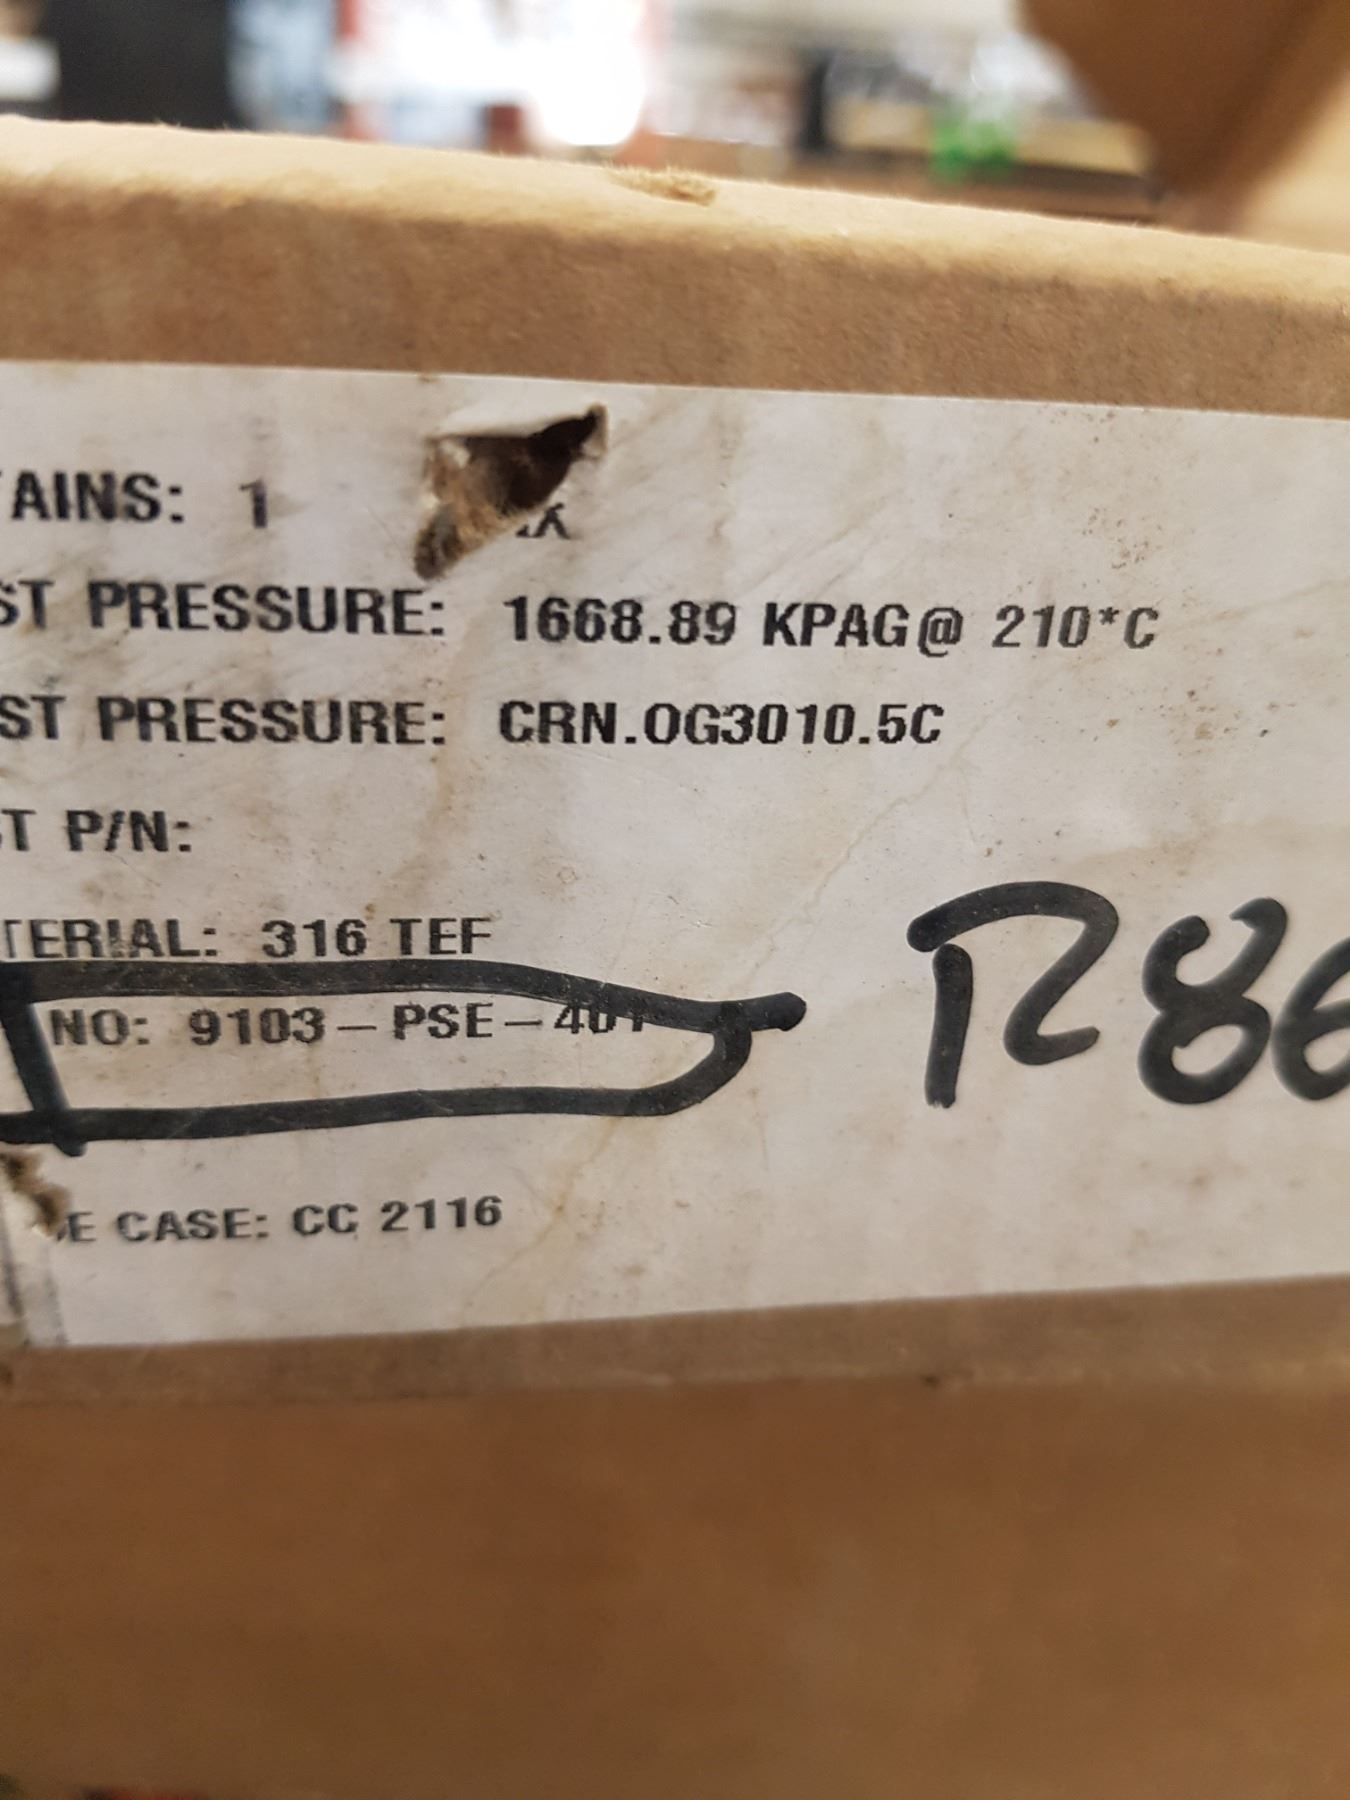 AINS: 1
ST PRESSURE: 1668.89 KPAG@ 210*C
ST PRESSURE: CRN.OG3010.5C
T P/N:
TERIAL: 316 TEF
NO: 9103-PSE-401
R86
E CASE: CC 2116